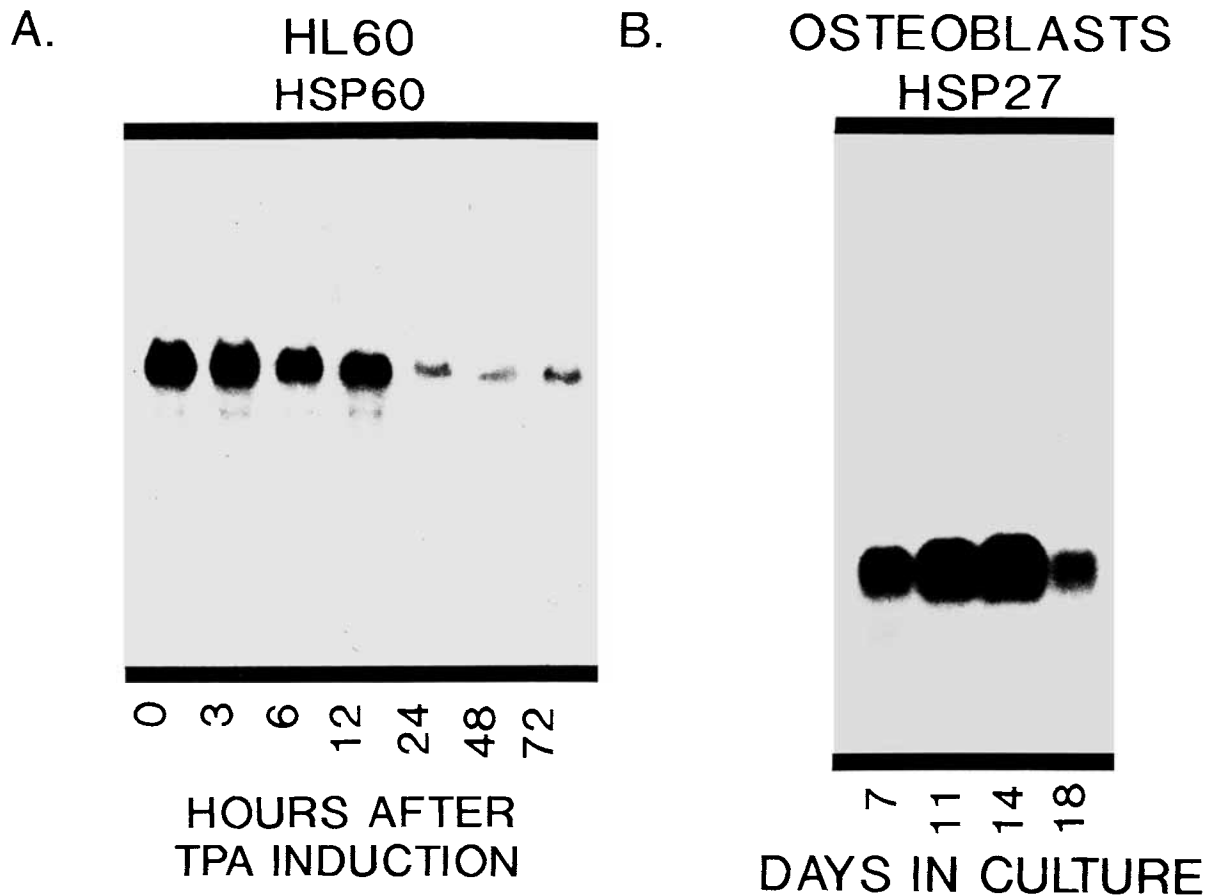 A.
HL60
HSP60
0 3 6 12 24 48 72
HOURS AFTER
TPA INDUCTION
B.
OSTEOBLASTS
HSP27
7 11 14 18
DAYS IN CULTURE